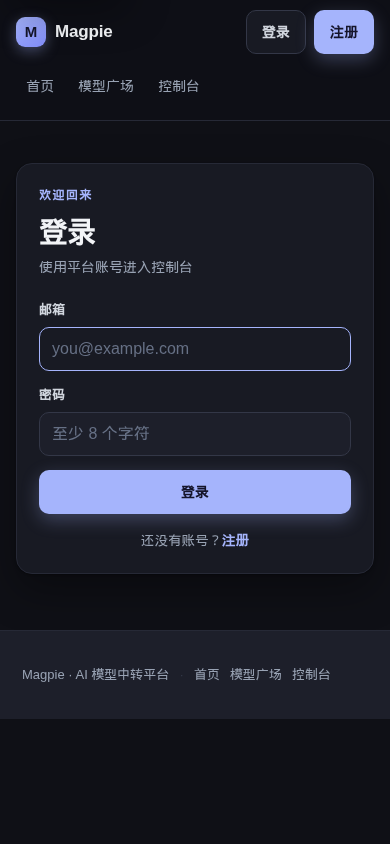 M Magpie 登录 注册
首页 模型广场 控制台
欢迎回来
登录
使用平台账号进入控制台
邮箱
you@example.com
密码
至少 8 个字符
登录
还没有账号？注册
Magpie · AI 模型中转平台 · 首页 模型广场 控制台